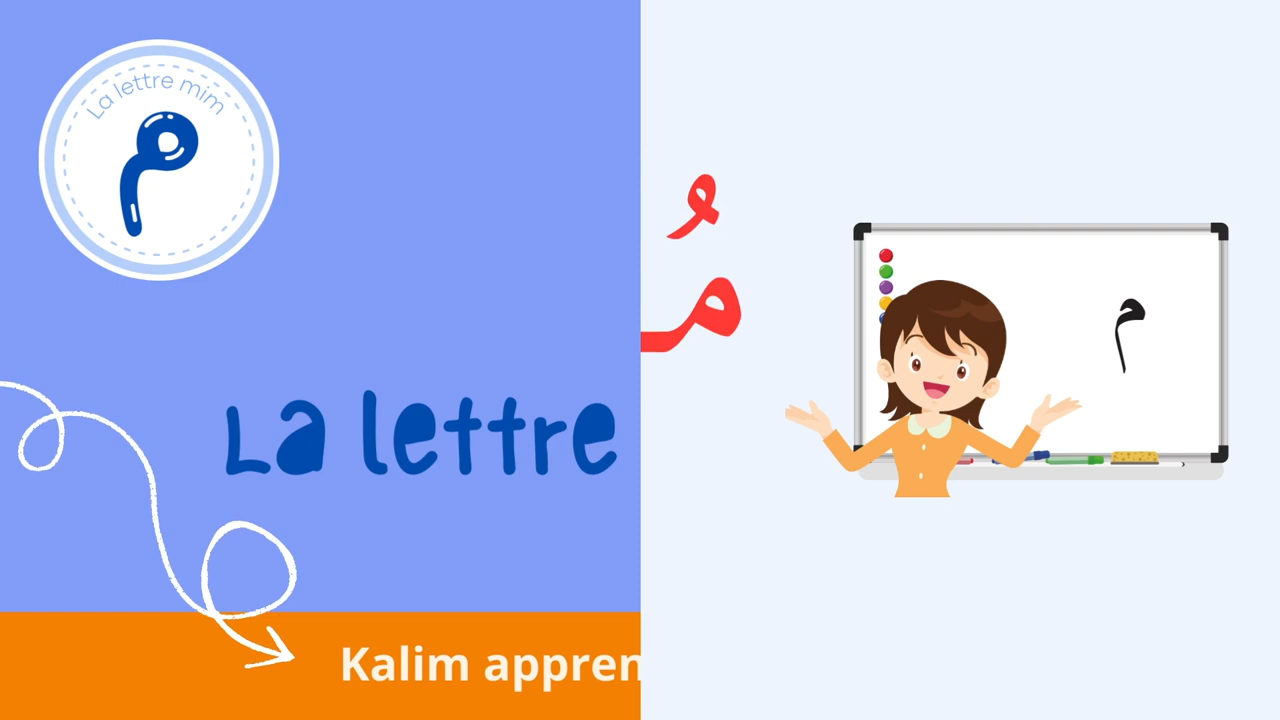 La lettre mim
م
La lettre
Kalim appren
مُ
م